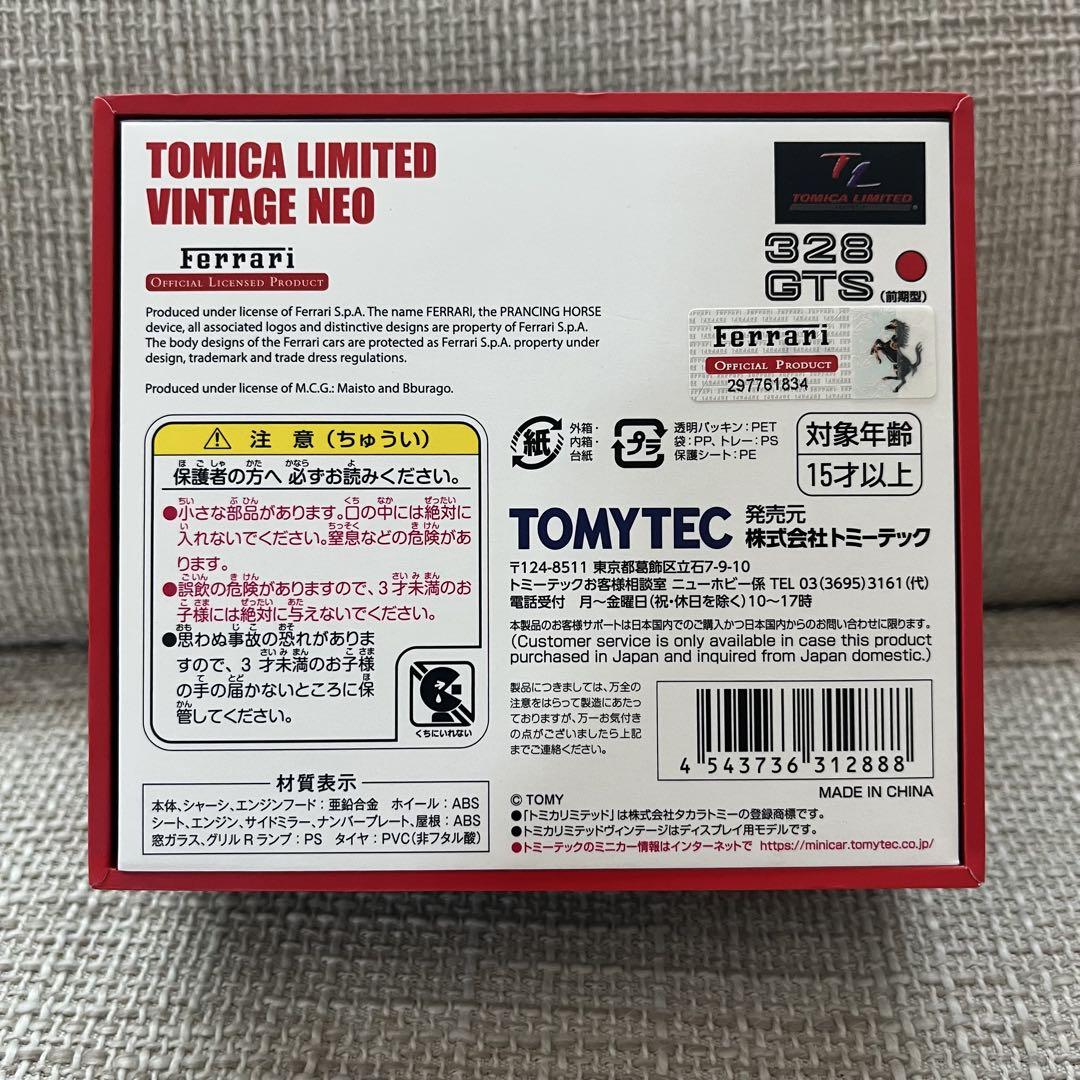 TOMICA LIMITED
VINTAGE NEO
Ferrari
OFFICIAL LICENSED PRODUCT
Produced under license of Ferrari S.p.A. The name FERRARI, the PRANCING HORSE
device, all associated logos and distinctive designs are property of Ferrari S.p.A.
The body designs of the Ferrari cars are protected as Ferrari S.p.A. property under
design, trademark and trade dress regulations.
Produced under license of M.C.G.: Maisto and Bburago.
TL
TOMICA LIMITED
328
GTS (前期型)
Ferrari
OFFICIAL PRODUCT
297761834
⚠ 注 意(ちゅうい)
保護者の方へ 必ずお読みください。
●小さな部品があります。口の中には絶対に
入れないでください。窒息などの危険があ
ります。
●誤飲の危険がありますので、3才未満のお
子様には絶対に与えないでください。
●思わぬ事故の恐れがありま
すので、3才未満のお子様
の手の届かないところに保
管してください。
くちにいれない
材質表示
本体、シャーシ、エンジンフード:亜鉛合金 ホイール:ABS
シート、エンジン、サイドミラー、ナンバープレート、屋根:ABS
窓ガラス、グリルRランプ:PS タイヤ:PVC(非フタル酸)
紙
外箱・
内箱・
台紙
プラ
透明パッキン:PET
袋:PP、トレー:PS
保護シート:PE
対象年齢
15才以上
TOMYTEC
発売元
株式会社トミーテック
〒124-8511 東京都葛飾区立石7-9-10
トミーテックお客様相談室 ニューホビー係 TEL 03(3695)3161(代)
電話受付 月〜金曜日(祝・休日を除く)10〜17時
本製品のお客様サポートは日本国内でのご購入かつ日本国内からのお問い合わせに限ります。
(Customer service is only available in case this product
purchased in Japan and inquired from Japan domestic.)
製品につきましては、万全の
注意をはらって製造にあたっ
ておりますが、万一お気付き
の点がございましたら上記
までご連絡ください。
4 543736 312888
MADE IN CHINA
© TOMY
●「トミカリミテッド」は株式会社タカラトミーの登録商標です。
●トミカリミテッドヴィンテージはディスプレイ用モデルです。
●トミーテックのミニカー情報はインターネットで https://minicar.tomytec.co.jp/